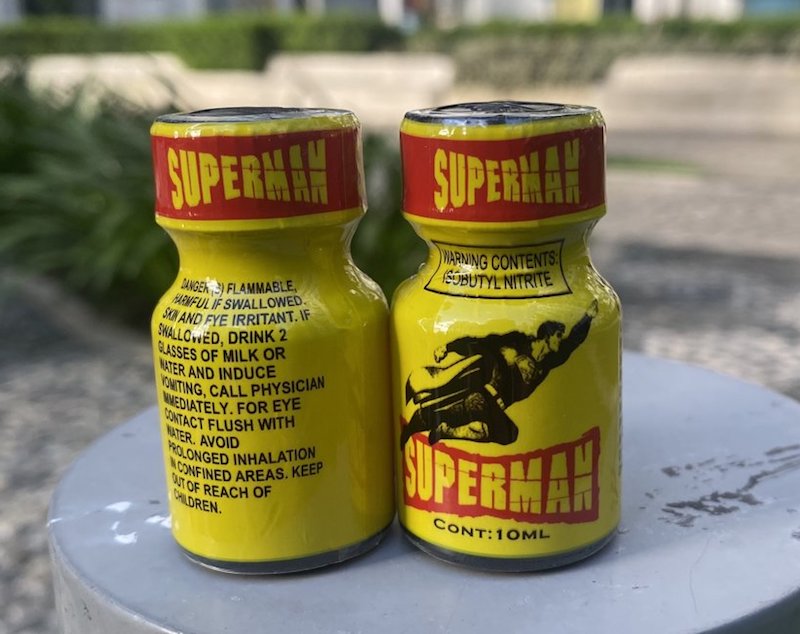 SUPERMAN
DANGER(S) FLAMMABLE,
HARMFUL IF SWALLOWED.
SKIN AND EYE IRRITANT. IF
SWALLOWED, DRINK 2
GLASSES OF MILK OR
WATER AND INDUCE
VOMITING, CALL PHYSICIAN
IMMEDIATELY. FOR EYE
CONTACT FLUSH WITH
WATER. AVOID
PROLONGED INHALATION
IN CONFINED AREAS. KEEP
OUT OF REACH OF
CHILDREN.
SUPERMAN
WARNING CONTENTS:
ISOBUTYL NITRITE
SUPERMAN
CONT:10ML